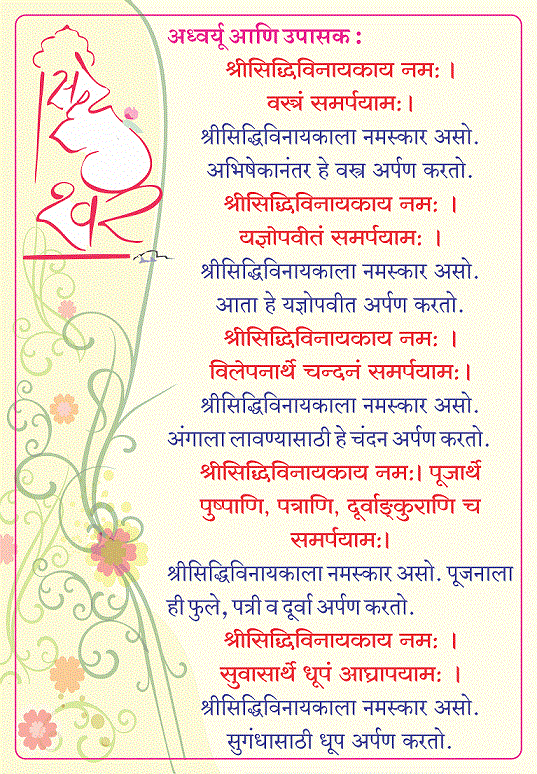 अध्वर्यू आणि उपासक :
श्रीसिद्धिविनायकाय नमः ।
वस्त्रं समर्पयामः।
श्रीसिद्धिविनायकाला नमस्कार असो.
अभिषेकानंतर हे वस्त्र अर्पण करतो.
श्रीसिद्धिविनायकाय नमः ।
यज्ञोपवीतं समर्पयामः ।
श्रीसिद्धिविनायकाला नमस्कार असो.
आता हे यज्ञोपवीत अर्पण करतो.
श्रीसिद्धिविनायकाय नमः ।
विलेपनार्थे चन्दनं समर्पयामः।
श्रीसिद्धिविनायकाला नमस्कार असो.
अंगाला लावण्यासाठी हे चंदन अर्पण करतो.
श्रीसिद्धिविनायकाय नमः। पूजार्थे
पुष्पाणि, पत्राणि, दूर्वाङ्कुराणि च
समर्पयामः।
श्रीसिद्धिविनायकाला नमस्कार असो. पूजनाला
ही फुले, पत्री व दूर्वा अर्पण करतो.
श्रीसिद्धिविनायकाय नमः ।
सुवासार्थे धूपं आघ्रापयामः ।
श्रीसिद्धिविनायकाला नमस्कार असो.
सुगंधासाठी धूप अर्पण करतो.